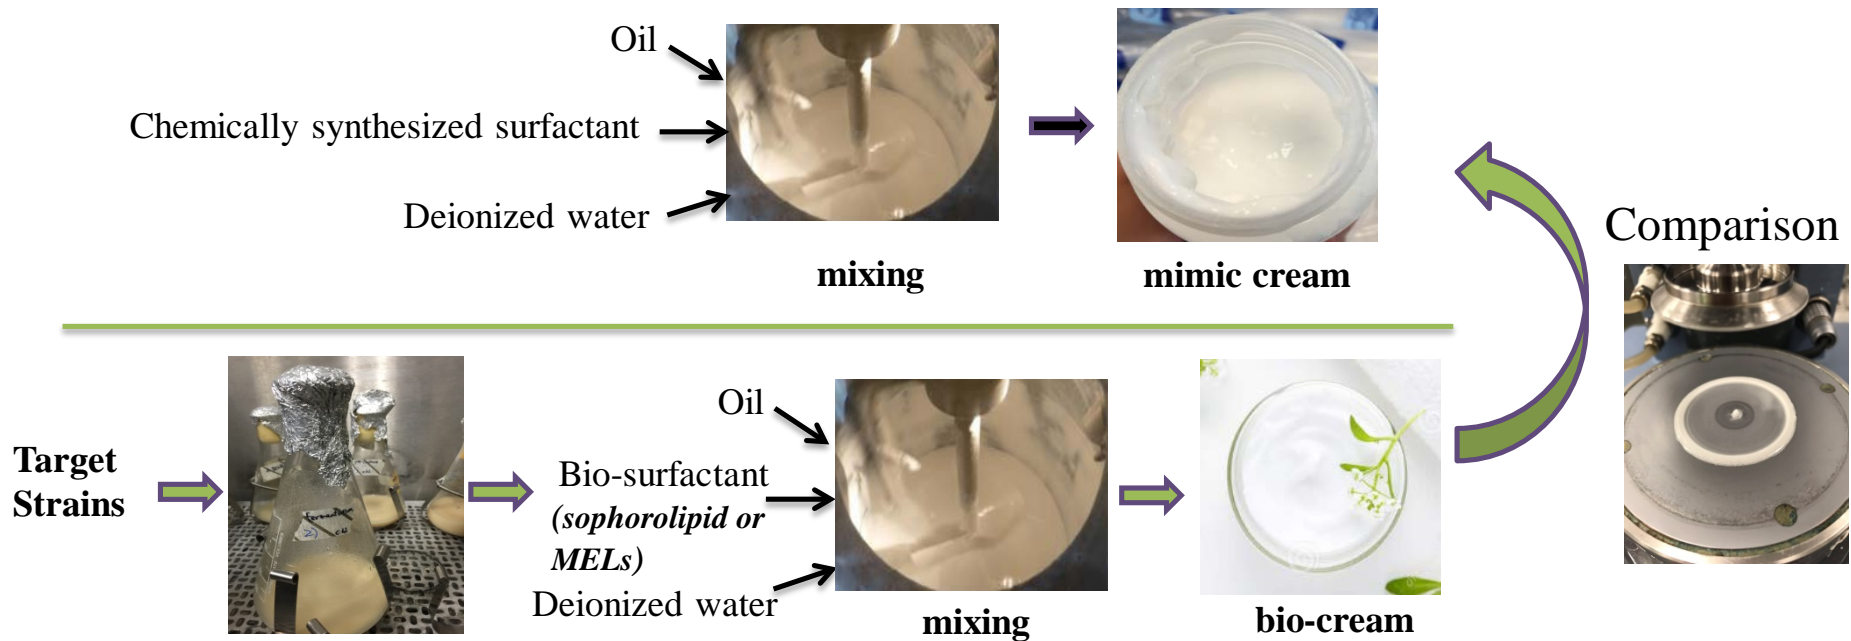 Oil
Chemically synthesized surfactant
Deionized water
mixing
mimic cream
Comparison
Target
Strains
Oil
Bio-surfactant
(sophorolipid or
MELs)
Deionized water
mixing
bio-cream